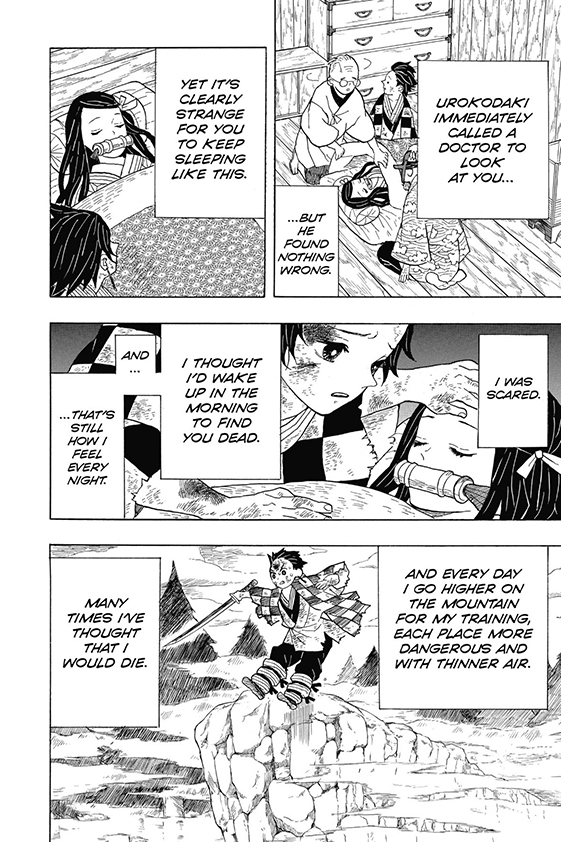 UROKODAKI
IMMEDIATELY
CALLED A
DOCTOR TO
LOOK
AT YOU...
...BUT
HE
FOUND
NOTHING
WRONG.
YET IT'S
CLEARLY
STRANGE
FOR YOU
TO KEEP
SLEEPING
LIKE THIS.
I WAS
SCARED.
I THOUGHT
I'D WAKE
UP IN THE
MORNING
TO FIND
YOU DEAD.
AND
...
...THAT'S
STILL
HOW I
FEEL
EVERY
NIGHT.
AND EVERY DAY
I GO HIGHER ON
THE MOUNTAIN
FOR MY TRAINING,
EACH PLACE MORE
DANGEROUS AND
WITH THINNER AIR.
MANY
TIMES I'VE
THOUGHT
THAT I
WOULD DIE.